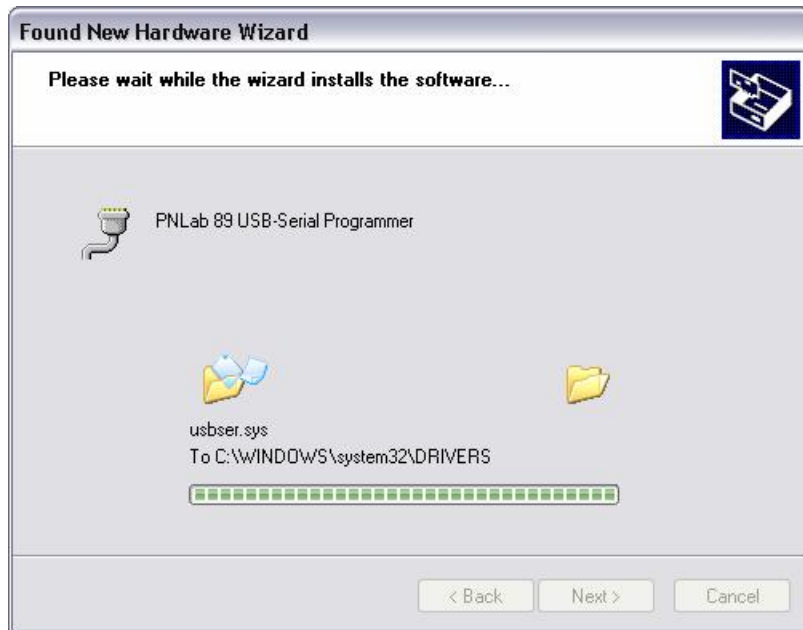 Found New Hardware Wizard
Please wait while the wizard installs the software...
PNLab 89 USB-Serial Programmer
usbser.sys
To C:\WINDOWS\system32\DRIVERS
< Back Next > Cancel